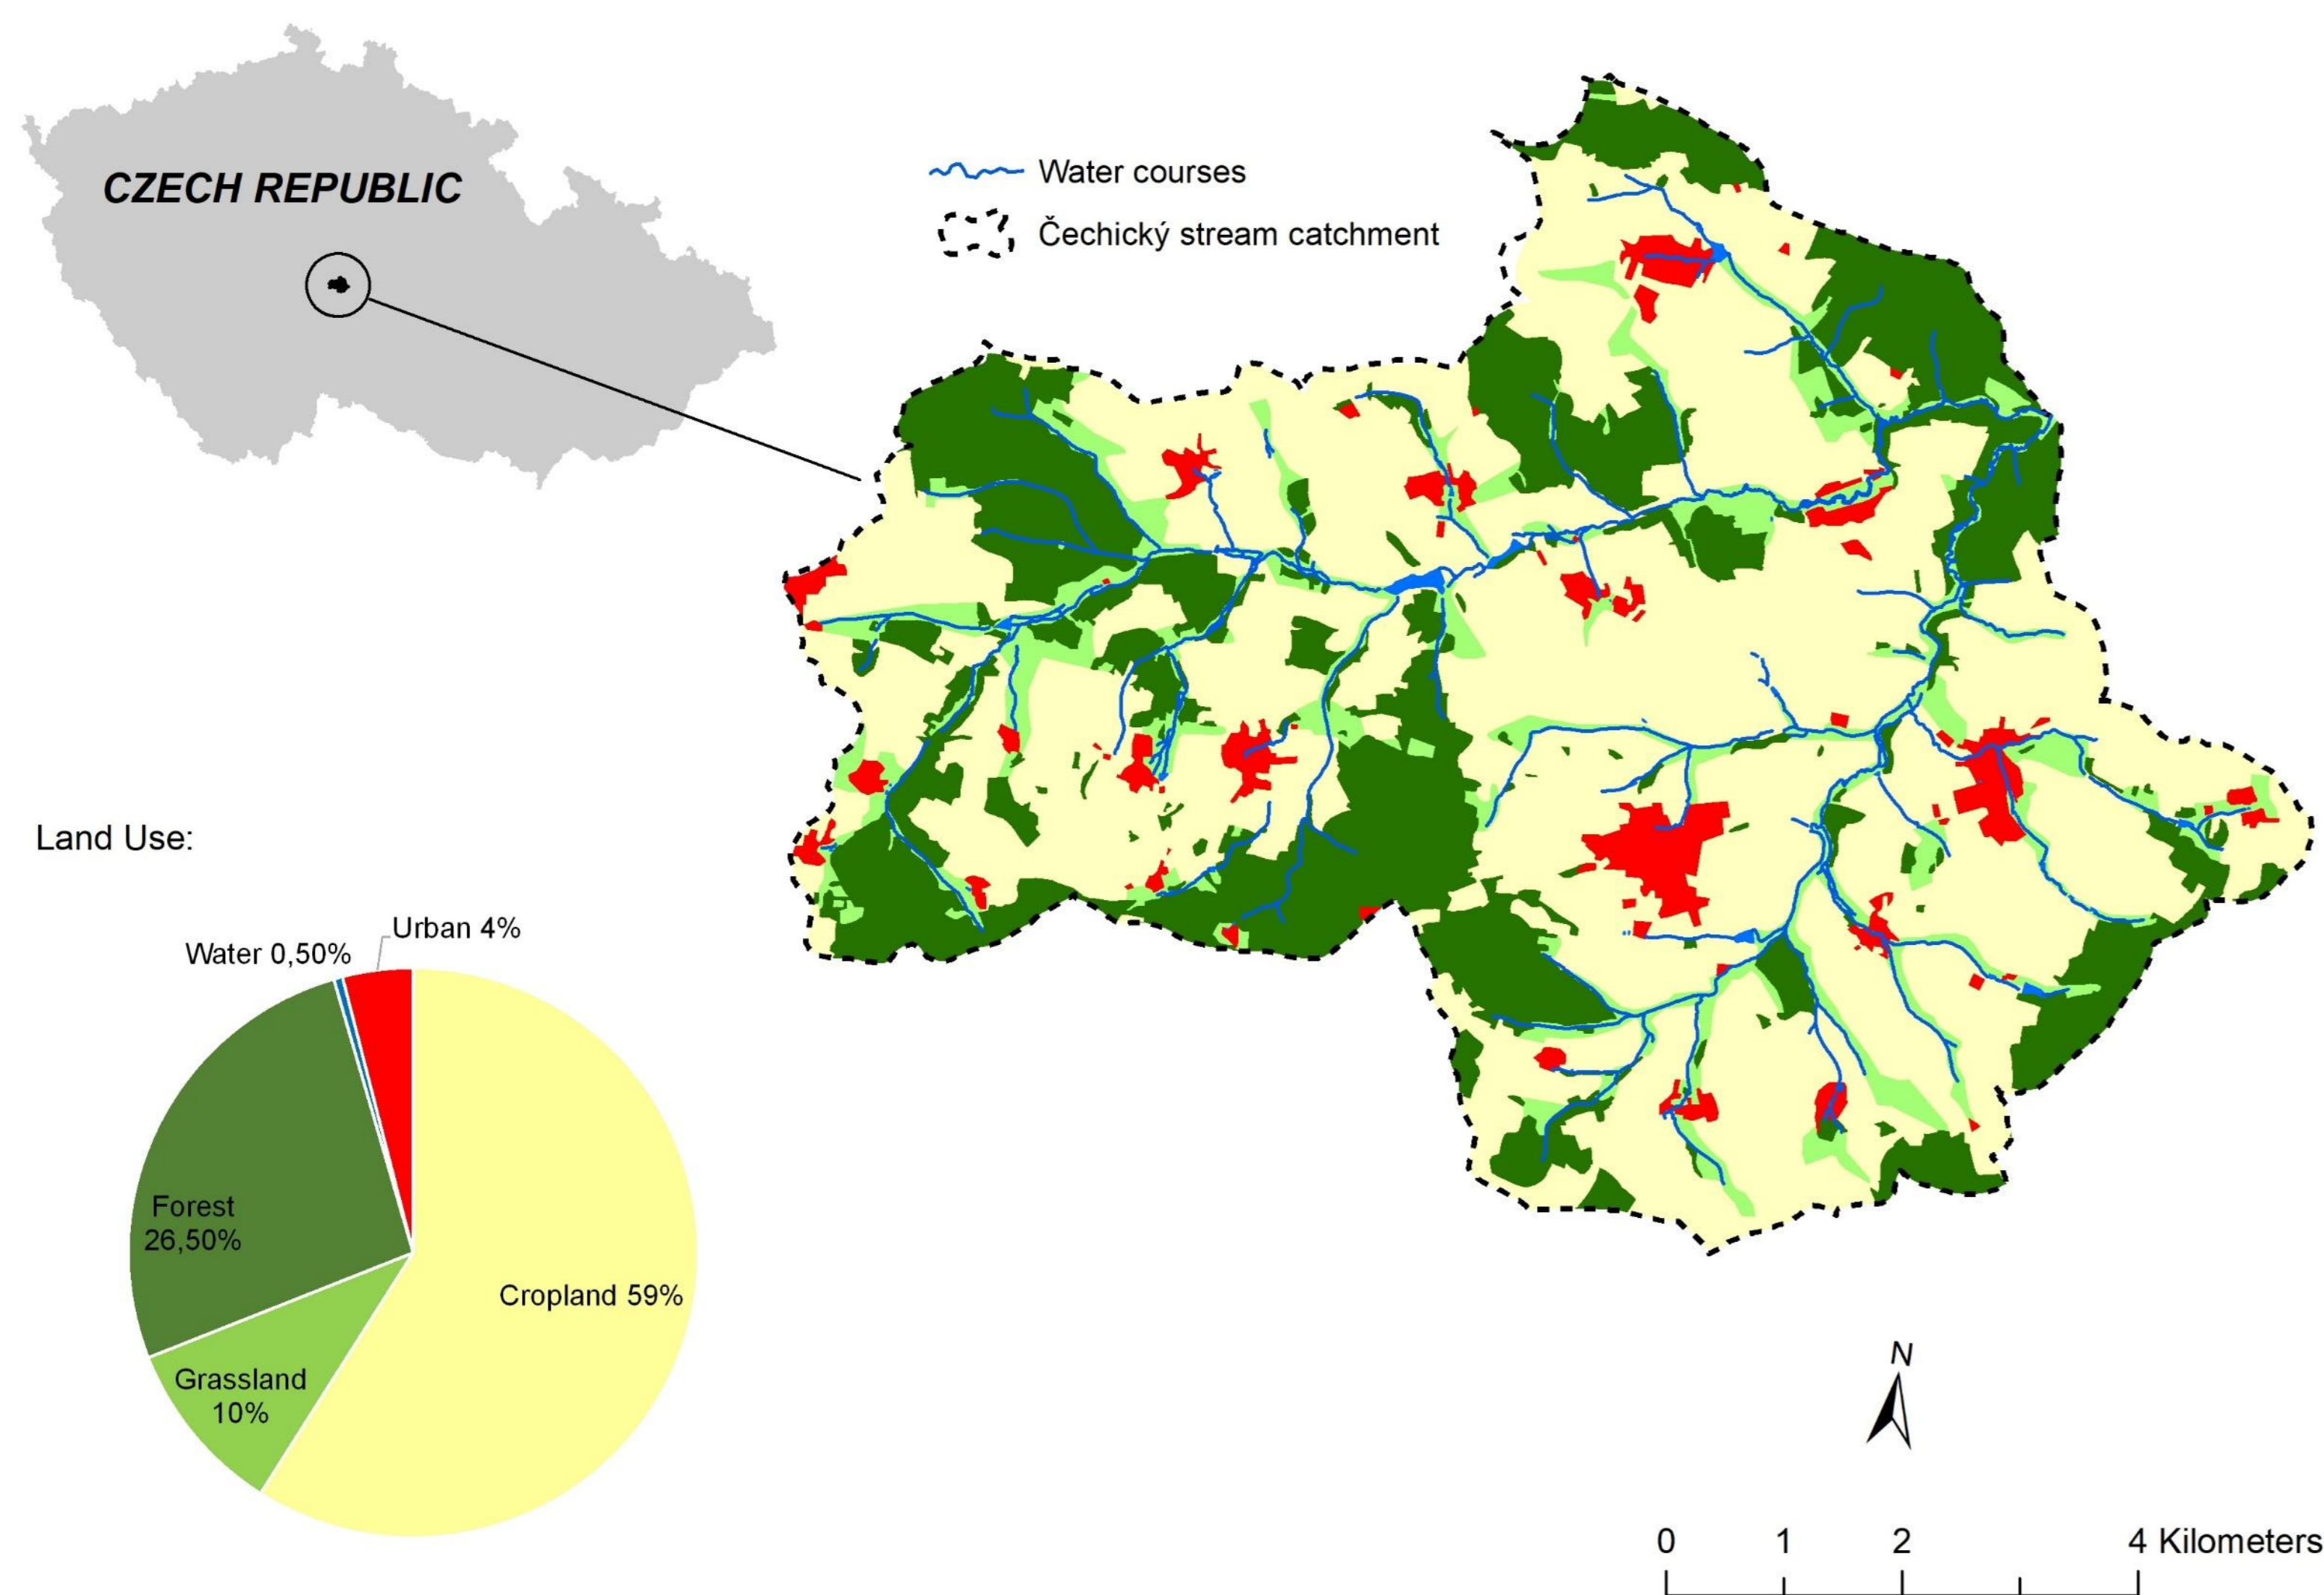 CZECH REPUBLIC
Water courses
Čechický stream catchment
Land Use:
Urban 4%
Water 0,50%
Forest
26,50%
Cropland 59%
Grassland
10%
N
0 1 2 4 Kilometers